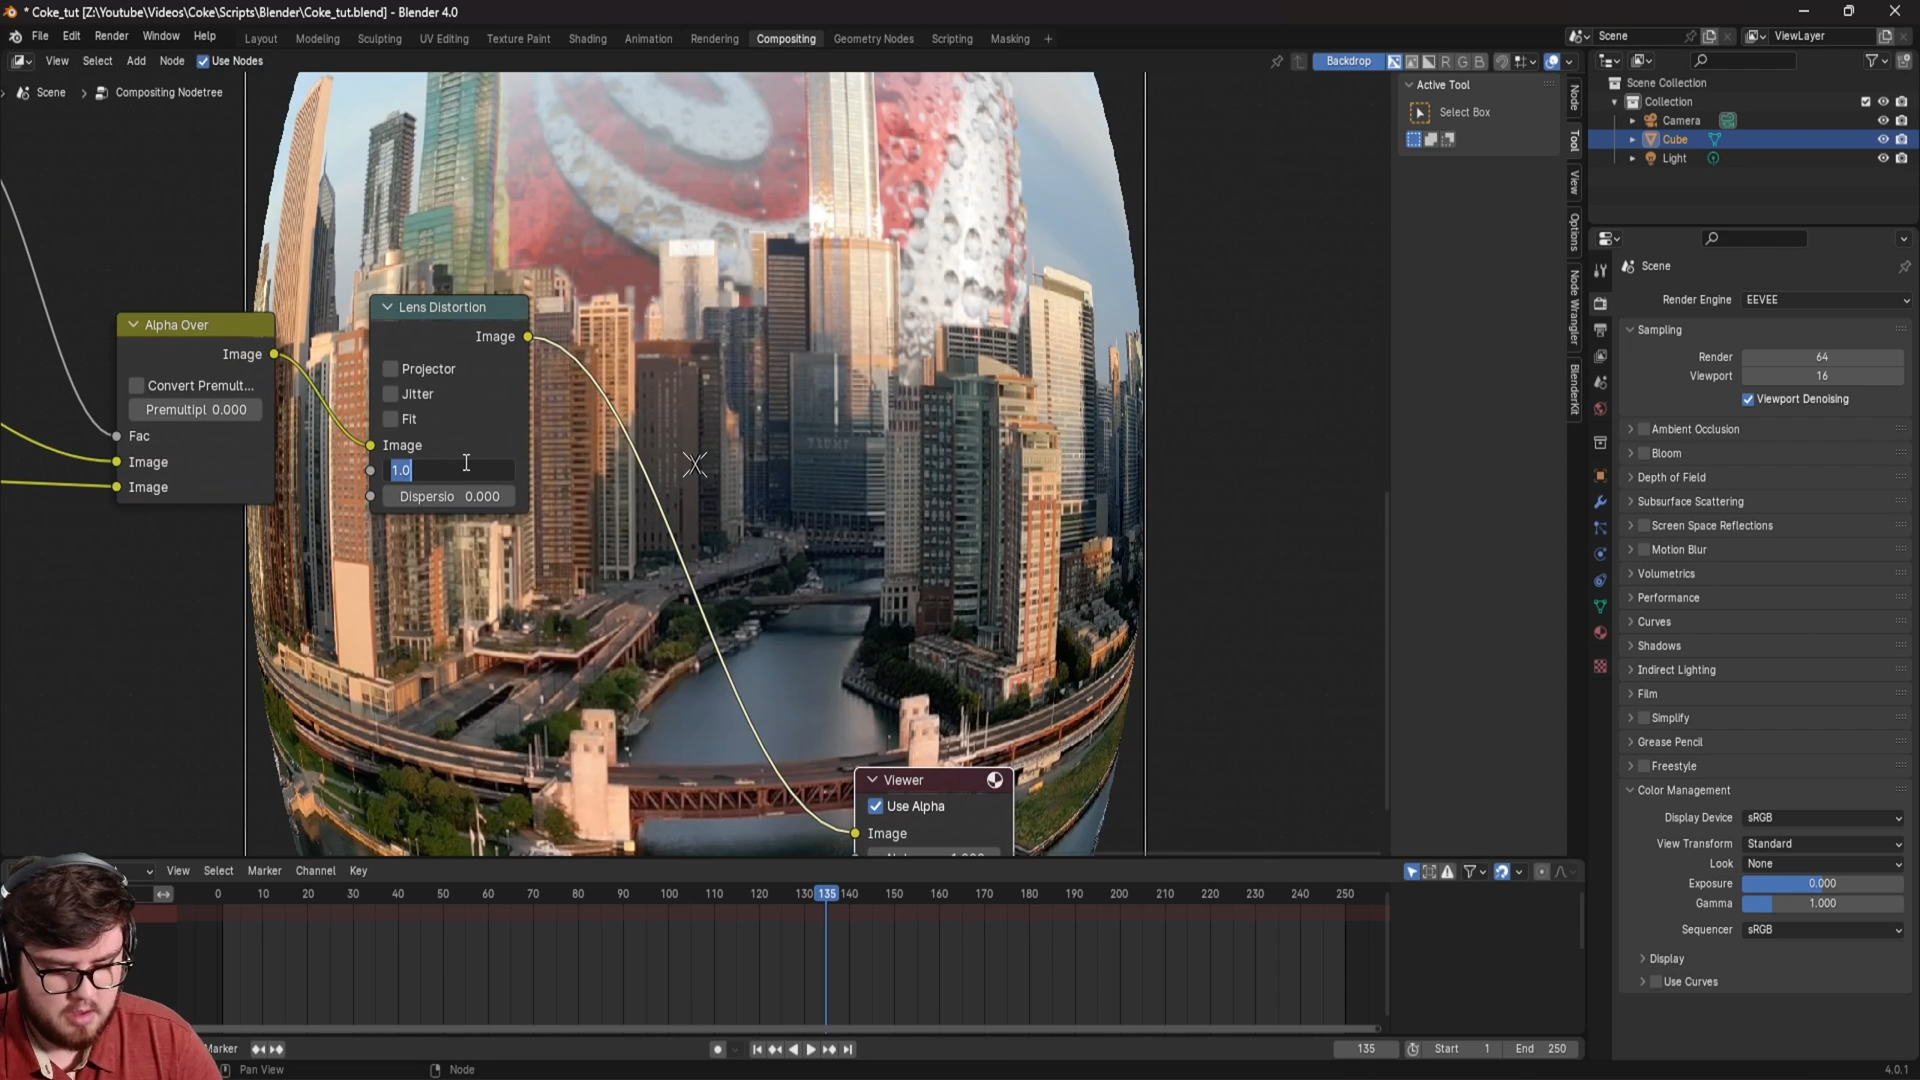 * Coke_tut [Z:\Youtube\Videos\Coke\Scripts\Blender\Coke_tut.blend] - Blender 4.0
File Edit Render Window Help Layout Modeling Sculpting UV Editing Texture Paint Shading Animation Rendering Compositing Geometry Nodes Scripting Masking + Scene ViewLayer
View Select Add Node Use Nodes Backdrop R G B
Scene > Compositing Nodetree
Active Tool
Select Box
Node
Tool
View
Options
Node Wrangler
BlenderKit
Scene Collection
Collection
Camera
Cube
Light
Scene
Render Engine EEVEE
Sampling
Render 64
Viewport 16
Viewport Denoising
Ambient Occlusion
Bloom
Depth of Field
Subsurface Scattering
Screen Space Reflections
Motion Blur
Volumetrics
Performance
Curves
Shadows
Indirect Lighting
Film
Simplify
Grease Pencil
Freestyle
Color Management
Display Device sRGB
View Transform Standard
Look None
Exposure 0.000
Gamma 1.000
Sequencer sRGB
Display
Use Curves
Alpha Over
Image
Convert Premult...
Premultipl 0.000
Fac
Image
Image
Lens Distortion
Image
Projector
Jitter
Fit
Image
1.0
Dispersio 0.000
TRUMP
Viewer
Use Alpha
Image
View Select Marker Channel Key
0 10 20 30 40 50 60 70 80 90 100 110 120 130 135 140 150 160 170 180 190 200 210 220 230 240 250
Marker 135 Start 1 End 250
Pan View Node 4.0.1